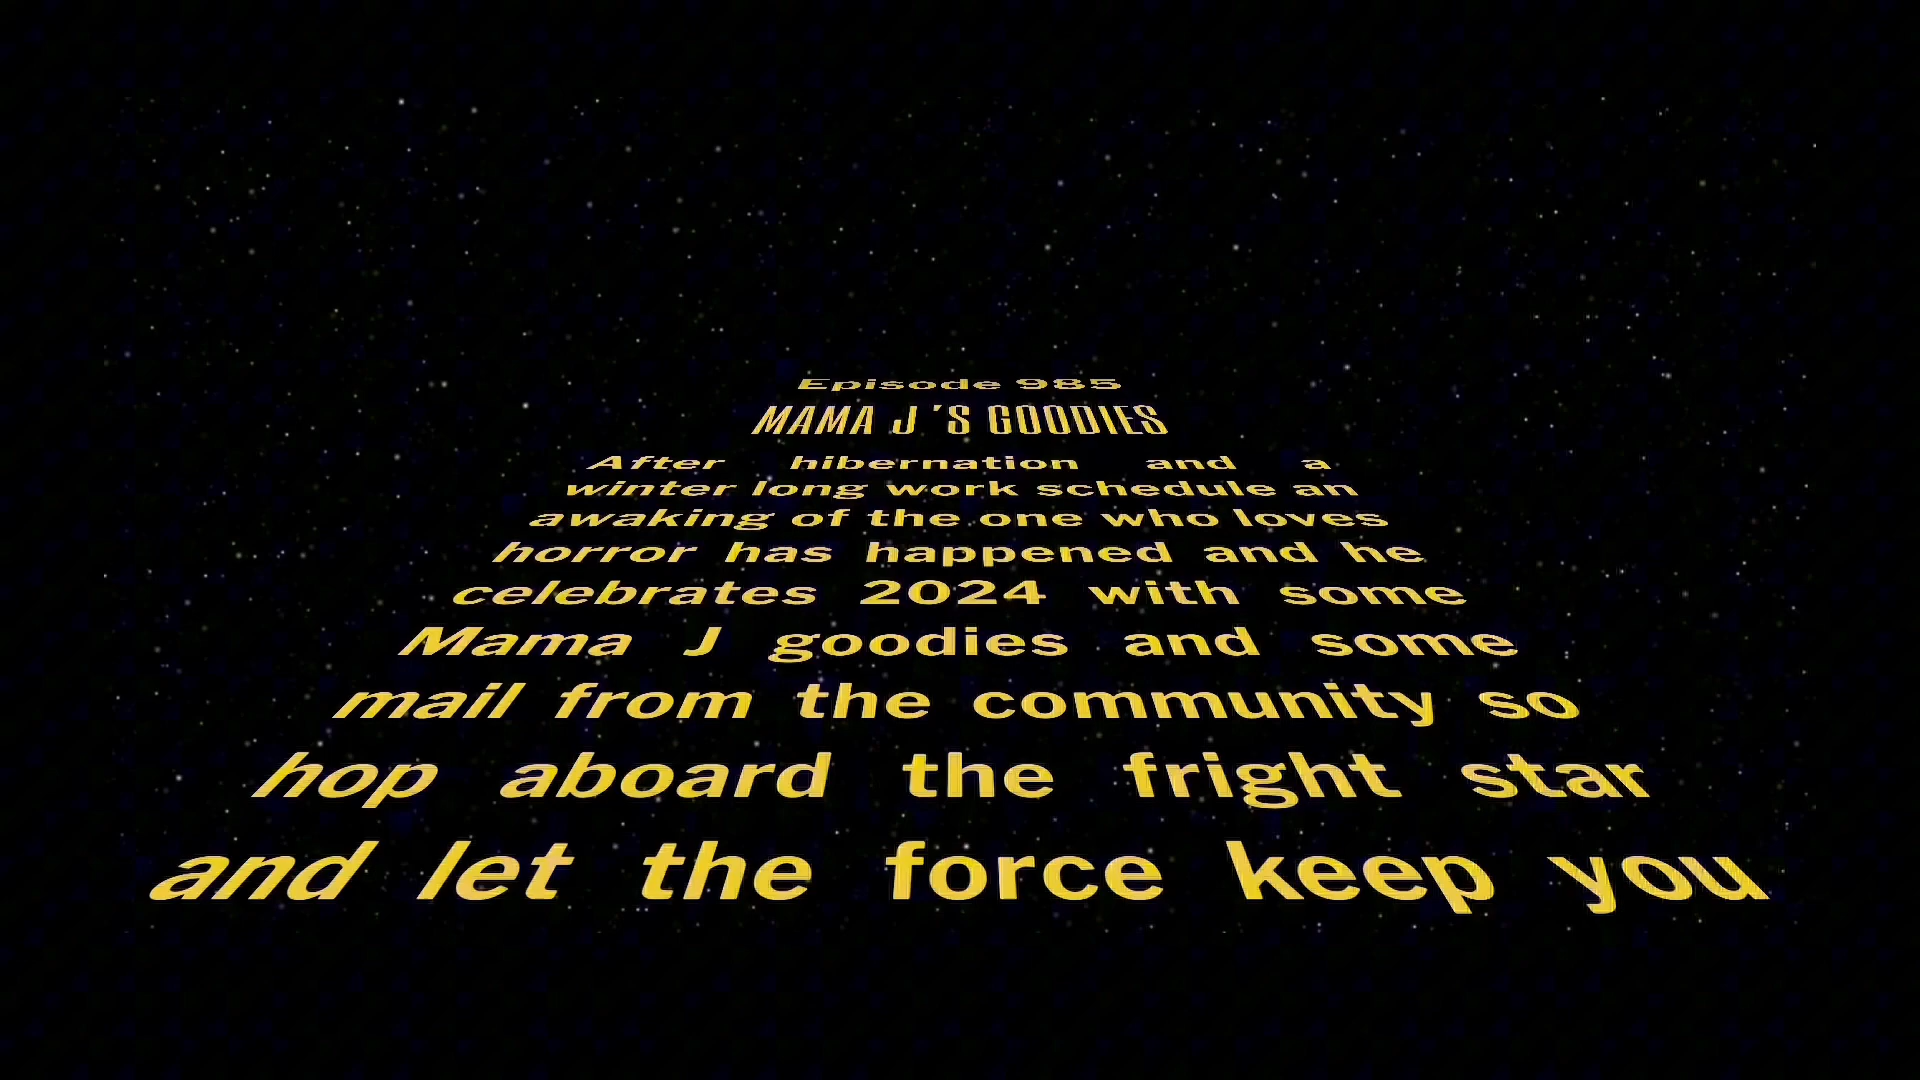 Episode 985
MAMA J'S GOODIES
After hibernation and a
winter long work schedule an
awaking of the one who loves
horror has happened and he
celebrates 2024 with some
Mama J goodies and some
mail from the community so
hop aboard the fright star
and let the force keep you